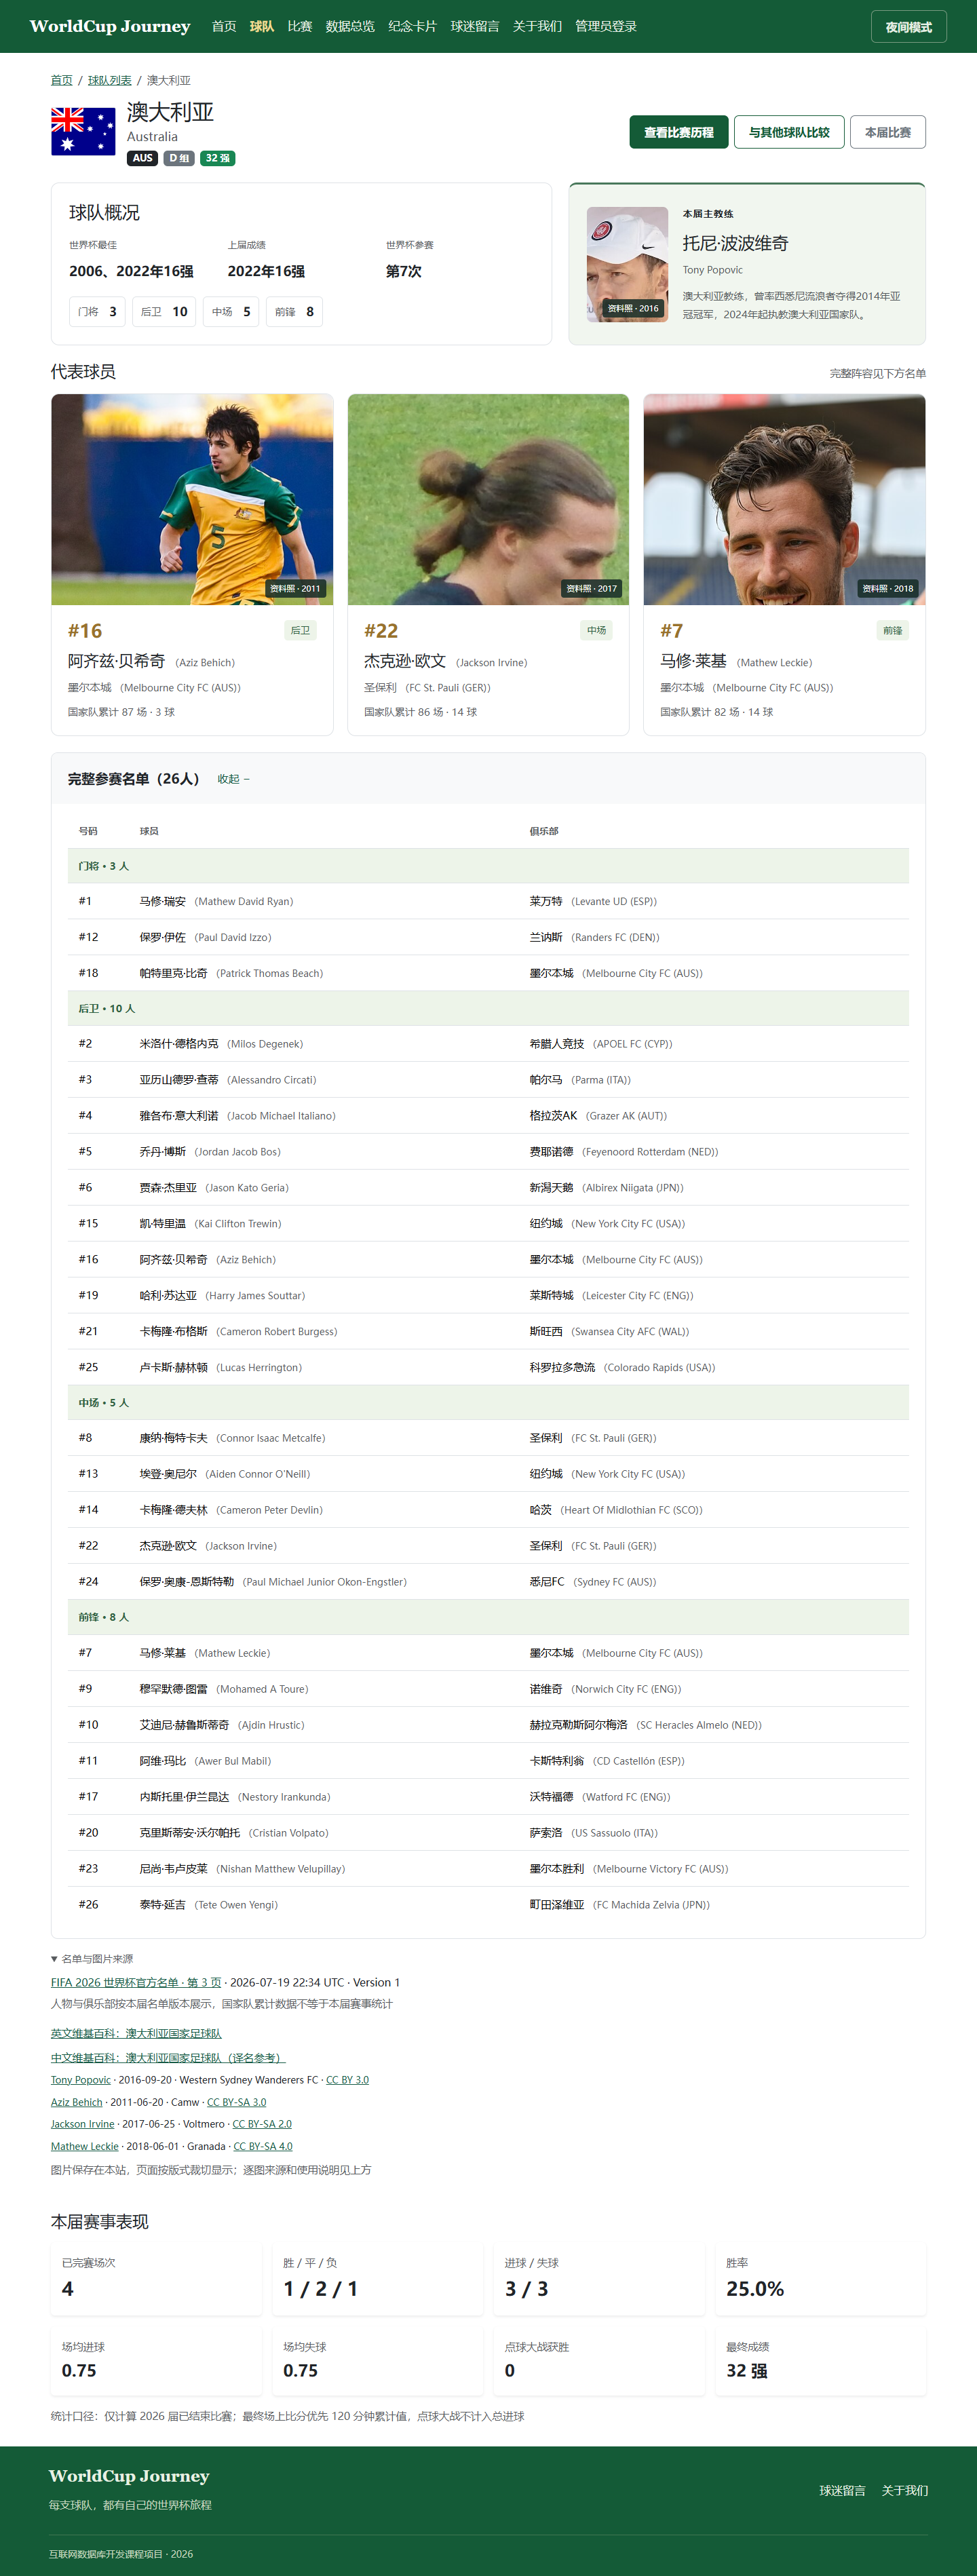 WorldCup Journey 首页 球队 比赛 数据总览 纪念卡片 球迷留言 关于我们 管理员登录 夜间模式
首页 / 球队列表 / 澳大利亚
澳大利亚
Australia
AUS D 组 32 强
查看比赛历程 与其他球队比较 本届比赛
球队概况
世界杯最佳 上届成绩 世界杯参赛
2006、2022年16强 2022年16强 第7次
门将 3 后卫 10 中场 5 前锋 8
资料照 · 2016
本届主教练
托尼·波波维奇
Tony Popovic
澳大利亚教练，曾率西悉尼流浪者夺得2014年亚
冠冠军，2024年起执教澳大利亚国家队。
代表球员 完整阵容见下方名单
5
资料照 · 2011
#16 后卫
阿齐兹·贝希奇 （Aziz Behich）
墨尔本城 （Melbourne City FC (AUS)）
国家队累计 87 场 · 3 球
资料照 · 2017
#22 中场
杰克逊·欧文 （Jackson Irvine）
圣保利 （FC St. Pauli (GER)）
国家队累计 86 场 · 14 球
资料照 · 2018
#7 前锋
马修·莱基 （Mathew Leckie）
墨尔本城 （Melbourne City FC (AUS)）
国家队累计 82 场 · 14 球
完整参赛名单（26人） 收起 −
号码 球员 俱乐部
门将 • 3 人
#1 马修·瑞安 （Mathew David Ryan） 莱万特 （Levante UD (ESP)）
#12 保罗·伊佐 （Paul David Izzo） 兰讷斯 （Randers FC (DEN)）
#18 帕特里克·比奇 （Patrick Thomas Beach） 墨尔本城 （Melbourne City FC (AUS)）
后卫 • 10 人
#2 米洛什·德格内克 （Milos Degenek） 希腊人竞技 （APOEL FC (CYP)）
#3 亚历山德罗·查蒂 （Alessandro Circati） 帕尔马 （Parma (ITA)）
#4 雅各布·意大利诺 （Jacob Michael Italiano） 格拉茨AK （Grazer AK (AUT)）
#5 乔丹·博斯 （Jordan Jacob Bos） 费耶诺德 （Feyenoord Rotterdam (NED)）
#6 贾森·杰里亚 （Jason Kato Geria） 新潟天鹅 （Albirex Niigata (JPN)）
#15 凯·特里温 （Kai Clifton Trewin） 纽约城 （New York City FC (USA)）
#16 阿齐兹·贝希奇 （Aziz Behich） 墨尔本城 （Melbourne City FC (AUS)）
#19 哈利·苏达亚 （Harry James Souttar） 莱斯特城 （Leicester City FC (ENG)）
#21 卡梅隆·布格斯 （Cameron Robert Burgess） 斯旺西 （Swansea City AFC (WAL)）
#25 卢卡斯·赫林顿 （Lucas Herrington） 科罗拉多急流 （Colorado Rapids (USA)）
中场 • 5 人
#8 康纳·梅特卡夫 （Connor Isaac Metcalfe） 圣保利 （FC St. Pauli (GER)）
#13 埃登·奥尼尔 （Aiden Connor O'Neill） 纽约城 （New York City FC (USA)）
#14 卡梅隆·德夫林 （Cameron Peter Devlin） 哈茨 （Heart Of Midlothian FC (SCO)）
#22 杰克逊·欧文 （Jackson Irvine） 圣保利 （FC St. Pauli (GER)）
#24 保罗·奥康-恩斯特勒 （Paul Michael Junior Okon-Engstler） 悉尼FC （Sydney FC (AUS)）
前锋 • 8 人
#7 马修·莱基 （Mathew Leckie） 墨尔本城 （Melbourne City FC (AUS)）
#9 穆罕默德·图雷 （Mohamed A Toure） 诺维奇 （Norwich City FC (ENG)）
#10 艾迪尼·赫鲁斯蒂奇 （Ajdin Hrustic） 赫拉克勒斯阿尔梅洛 （SC Heracles Almelo (NED)）
#11 阿维·玛比 （Awer Bul Mabil） 卡斯特利翁 （CD Castellón (ESP)）
#17 内斯托里·伊兰昆达 （Nestory Irankunda） 沃特福德 （Watford FC (ENG)）
#20 克里斯蒂安·沃尔帕托 （Cristian Volpato） 萨索洛 （US Sassuolo (ITA)）
#23 尼尚·韦卢皮莱 （Nishan Matthew Velupillay） 墨尔本胜利 （Melbourne Victory FC (AUS)）
#26 泰特·延吉 （Tete Owen Yengi） 町田泽维亚 （FC Machida Zelvia (JPN)）
▼ 名单与图片来源
FIFA 2026 世界杯官方名单 · 第 3 页 · 2026-07-19 22:34 UTC · Version 1
人物与俱乐部按本届名单版本展示，国家队累计数据不等于本届赛事统计
英文维基百科：澳大利亚国家足球队
中文维基百科：澳大利亚国家足球队（译名参考）
Tony Popovic · 2016-09-20 · Western Sydney Wanderers FC · CC BY 3.0
Aziz Behich · 2011-06-20 · Camw · CC BY-SA 3.0
Jackson Irvine · 2017-06-25 · Voltmero · CC BY-SA 2.0
Mathew Leckie · 2018-06-01 · Granada · CC BY-SA 4.0
图片保存在本站，页面按版式裁切显示；逐图来源和使用说明见上方
本届赛事表现
已完赛场次 胜 / 平 / 负 进球 / 失球 胜率
4 1 / 2 / 1 3 / 3 25.0%
场均进球 场均失球 点球大战获胜 最终成绩
0.75 0.75 0 32 强
统计口径：仅计算 2026 届已结束比赛；最终场上比分优先 120 分钟累计值，点球大战不计入总进球
WorldCup Journey
每支球队，都有自己的世界杯旅程
球迷留言 关于我们
互联网数据库开发课程项目 · 2026